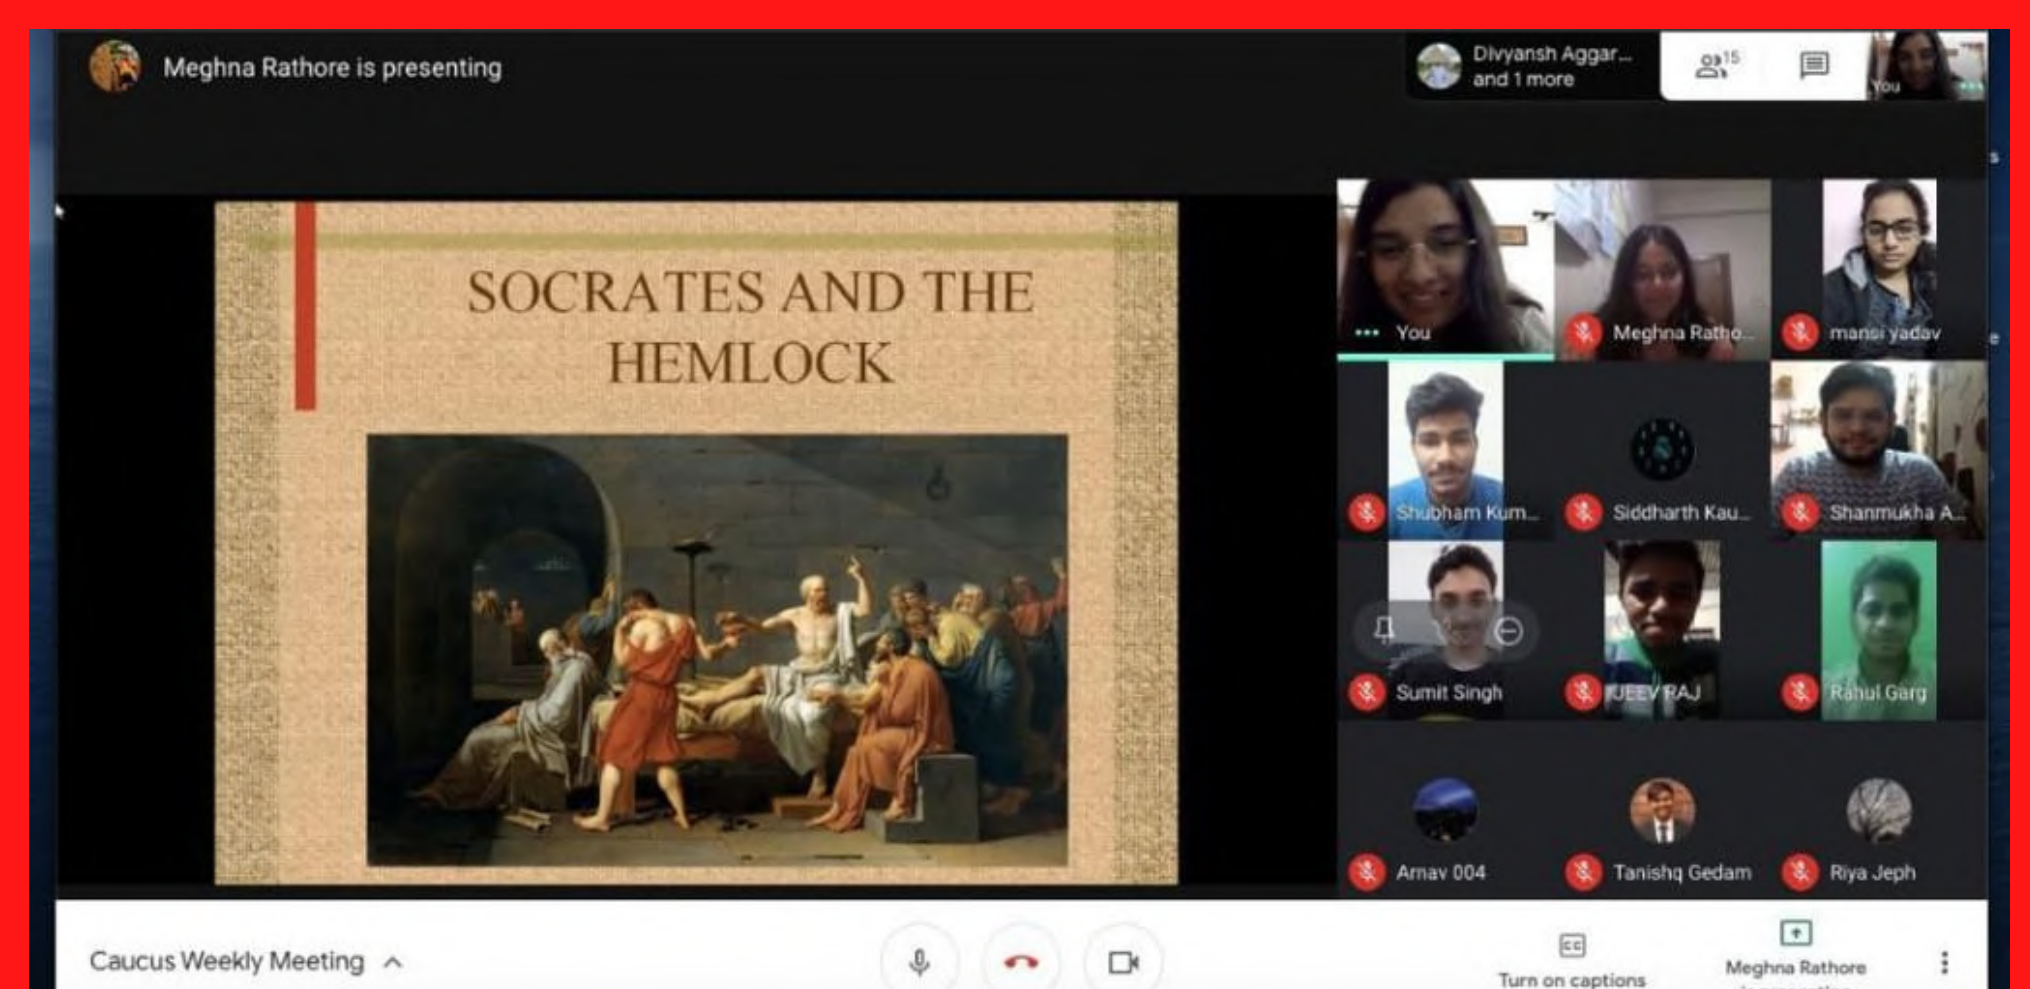 Meghna Rathore is presenting
Divyansh Aggar...
and 1 more
15
You
SOCRATES AND THE
HEMLOCK
You
Meghna Ratho...
mansi yadav
Shubham Kum...
Siddharth Kau...
Shanmukha A...
Sumit Singh
RAJ
Rahul Garg
Arnav 004
Tanishq Gedam
Riya Jeph
Caucus Weekly Meeting
CC
Turn on captions
Meghna Rathore